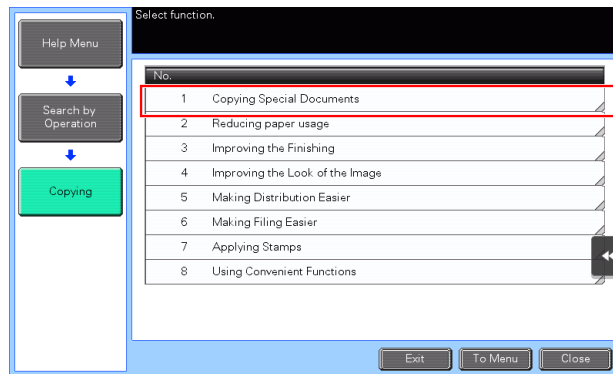 Select function.
Help Menu
Search by
Operation
Copying
No.
1 Copying Special Documents
2 Reducing paper usage
3 Improving the Finishing
4 Improving the Look of the Image
5 Making Distribution Easier
6 Making Filing Easier
7 Applying Stamps
8 Using Convenient Functions
Exit To Menu Close